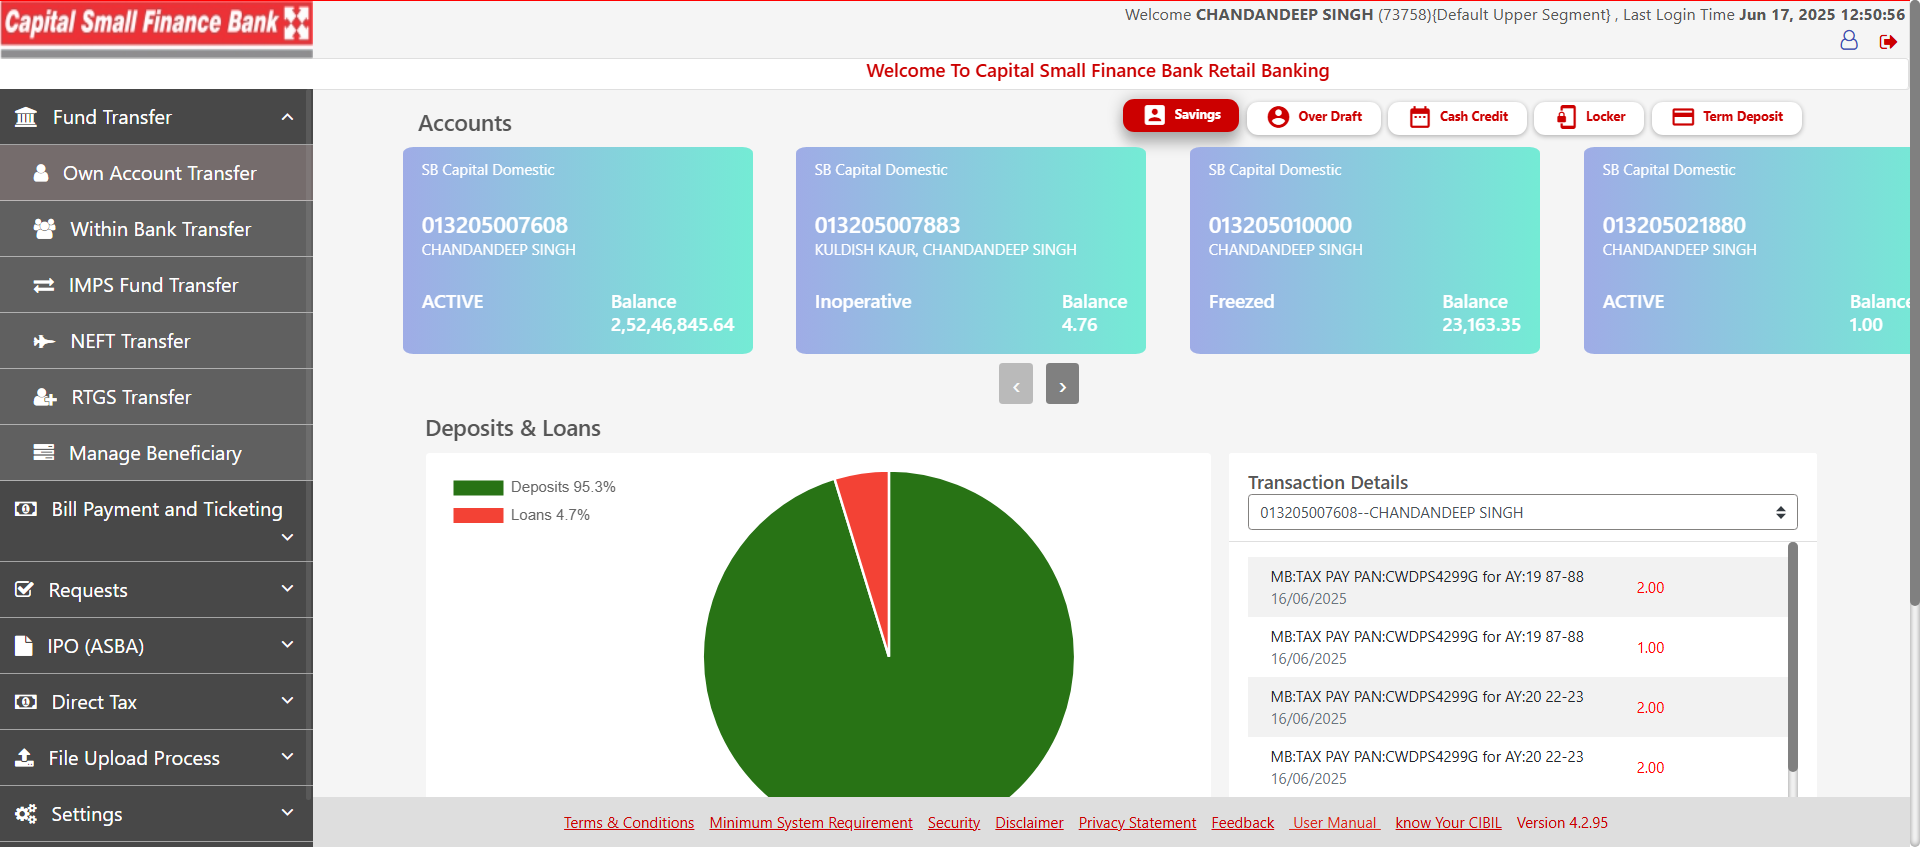 Capital Small Finance Bank
Welcome CHANDANDEEP SINGH (73758){Default Upper Segment} , Last Login Time Jun 17, 2025 12:50:56
Welcome To Capital Small Finance Bank Retail Banking
Fund Transfer
Own Account Transfer
Within Bank Transfer
IMPS Fund Transfer
NEFT Transfer
RTGS Transfer
Manage Beneficiary
Bill Payment and Ticketing
Requests
IPO (ASBA)
Direct Tax
File Upload Process
Settings
Accounts
Savings
Over Draft
Cash Credit
Locker
Term Deposit
SB Capital Domestic
013205007608
CHANDANDEEP SINGH
ACTIVE
Balance
2,52,46,845.64
SB Capital Domestic
013205007883
KULDISH KAUR, CHANDANDEEP SINGH
Inoperative
Balance
4.76
SB Capital Domestic
013205010000
CHANDANDEEP SINGH
Freezed
Balance
23,163.35
SB Capital Domestic
013205021880
CHANDANDEEP SINGH
ACTIVE
Balance
1.00
‹ ›
Deposits & Loans
Deposits 95.3%
Loans 4.7%
Transaction Details
013205007608--CHANDANDEEP SINGH
MB:TAX PAY PAN:CWDPS4299G for AY:19 87-88
16/06/2025
2.00
MB:TAX PAY PAN:CWDPS4299G for AY:19 87-88
16/06/2025
1.00
MB:TAX PAY PAN:CWDPS4299G for AY:20 22-23
16/06/2025
2.00
MB:TAX PAY PAN:CWDPS4299G for AY:20 22-23
16/06/2025
2.00
Terms & Conditions Minimum System Requirement Security Disclaimer Privacy Statement Feedback User Manual know Your CIBIL Version 4.2.95